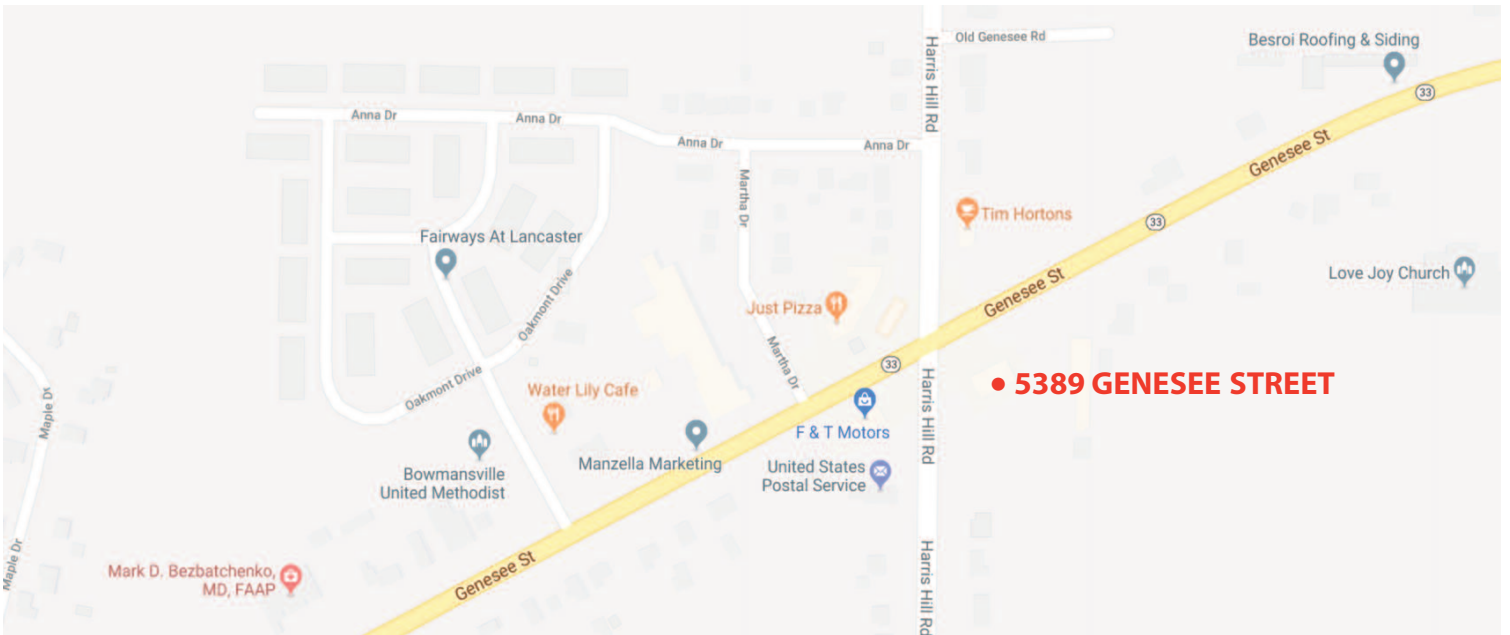 Old Genesee Rd
Besroi Roofing & Siding
Harris Hill Rd
33
Anna Dr
Anna Dr
Anna Dr
Anna Dr
Genesee St
Martha Dr
Tim Hortons
33
Fairways At Lancaster
Love Joy Church
Genesee St
Oakmont Drive
Just Pizza
Martha Dr
33
Oakmont Drive
Harris Hill Rd
5389 GENESEE STREET
Water Lily Cafe
Maple Dr
F & T Motors
Manzella Marketing
United States
Postal Service
Bowmansville
United Methodist
Maple Dr
Mark D. Bezbatchenko,
MD, FAAP
Genesee St
Harris Hill Rd